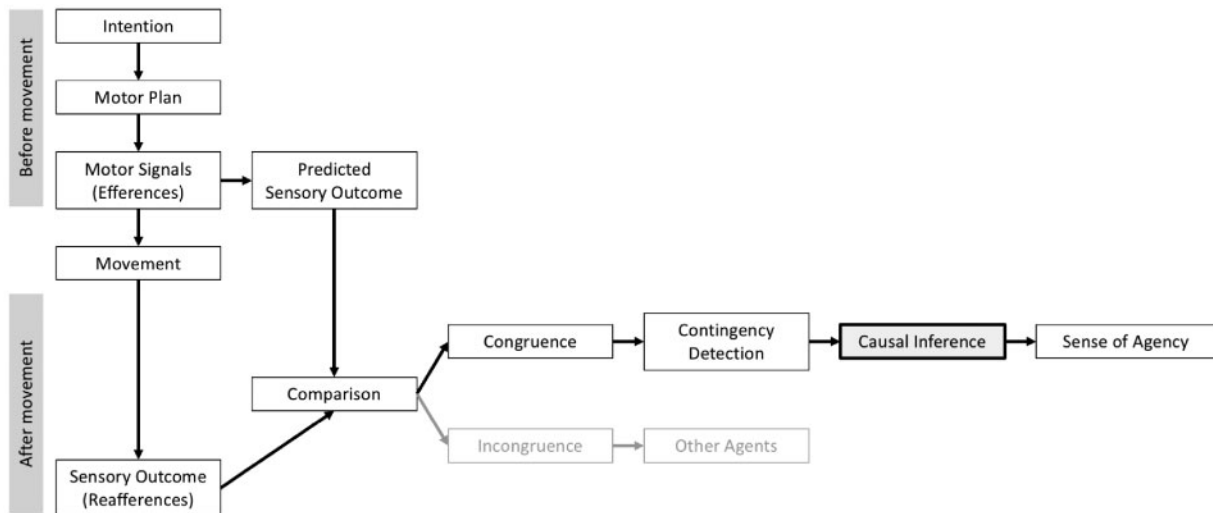 Before movement
Intention
Motor Plan
Motor Signals
(Efferences)
Predicted
Sensory Outcome
Movement
After movement
Congruence
Contingency
Detection
Causal Inference
Sense of Agency
Comparison
Incongruence
Other Agents
Sensory Outcome
(Reafferences)